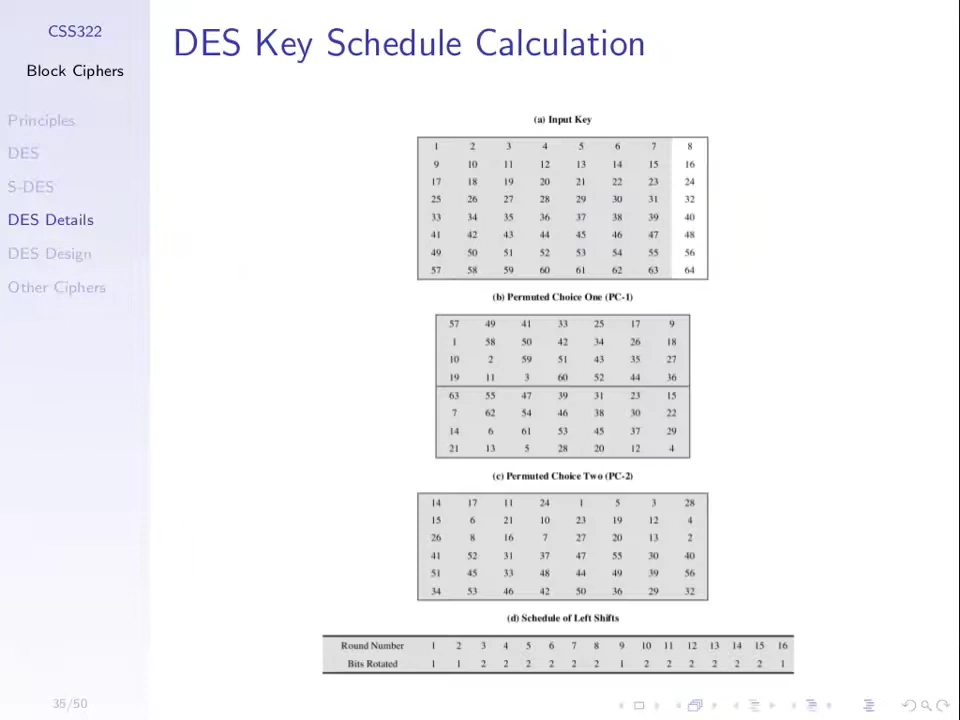 CSS322
Block Ciphers
Principles
DES
S-DES
DES Details
DES Design
Other Ciphers
DES Key Schedule Calculation
(a) Input Key
1 2 3 4 5 6 7 8
9 10 11 12 13 14 15 16
17 18 19 20 21 22 23 24
25 26 27 28 29 30 31 32
33 34 35 36 37 38 39 40
41 42 43 44 45 46 47 48
49 50 51 52 53 54 55 56
57 58 59 60 61 62 63 64
(b) Permuted Choice One (PC-1)
57 49 41 33 25 17 9
1 58 50 42 34 26 18
10 2 59 51 43 35 27
19 11 3 60 52 44 36
63 55 47 39 31 23 15
7 62 54 46 38 30 22
14 6 61 53 45 37 29
21 13 5 28 20 12 4
(c) Permuted Choice Two (PC-2)
14 17 11 24 1 5 3 28
15 6 21 10 23 19 12 4
26 8 16 7 27 20 13 2
41 52 31 37 47 55 30 40
51 45 33 48 44 49 39 56
34 53 46 42 50 36 29 32
(d) Schedule of Left Shifts
Round Number 1 2 3 4 5 6 7 8 9 10 11 12 13 14 15 16
Bits Rotated 1 1 2 2 2 2 2 2 1 2 2 2 2 2 2 1
35/50